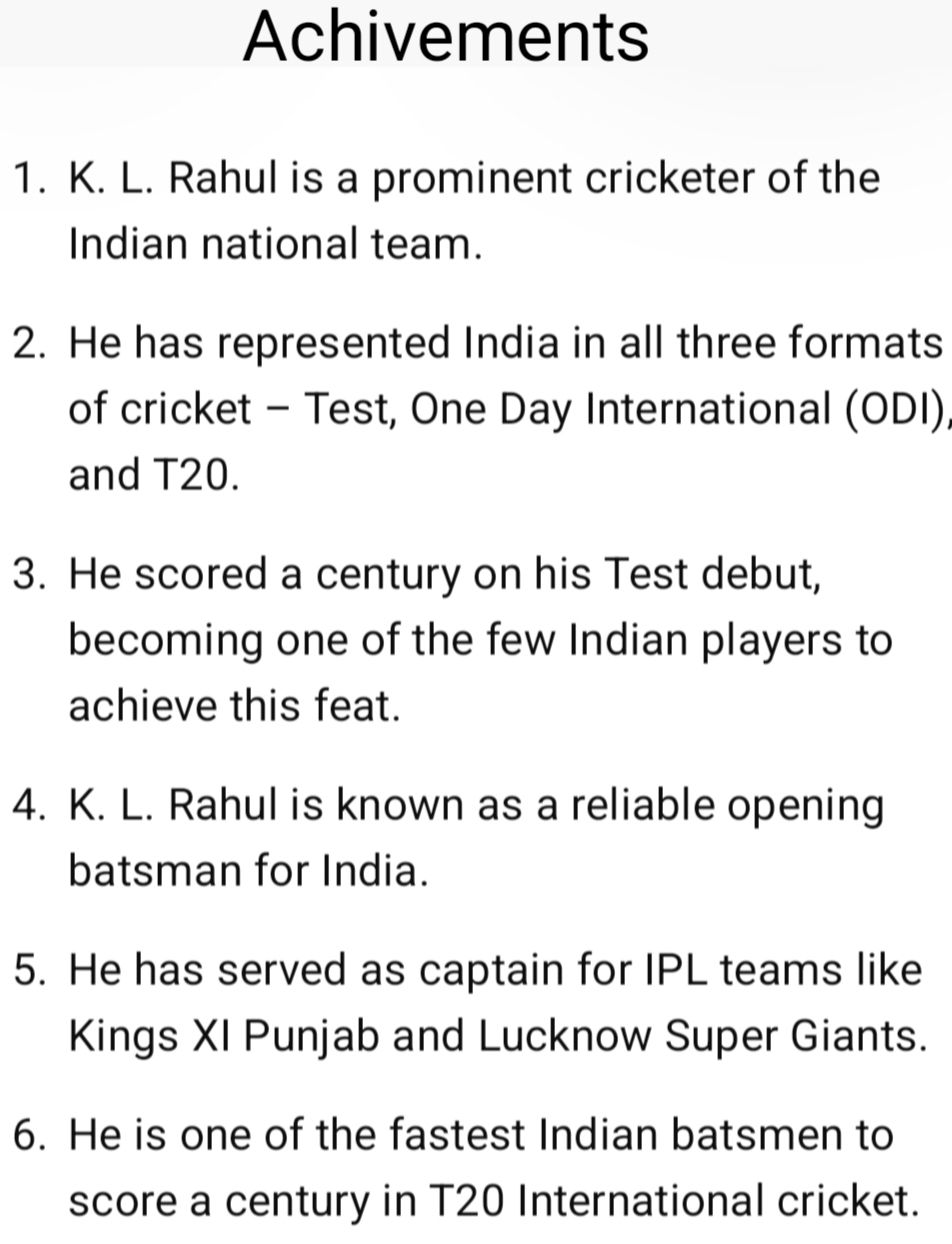 Achivements
1. K. L. Rahul is a prominent cricketer of the
Indian national team.
2. He has represented India in all three formats
of cricket – Test, One Day International (ODI),
and T20.
3. He scored a century on his Test debut,
becoming one of the few Indian players to
achieve this feat.
4. K. L. Rahul is known as a reliable opening
batsman for India.
5. He has served as captain for IPL teams like
Kings XI Punjab and Lucknow Super Giants.
6. He is one of the fastest Indian batsmen to
score a century in T20 International cricket.